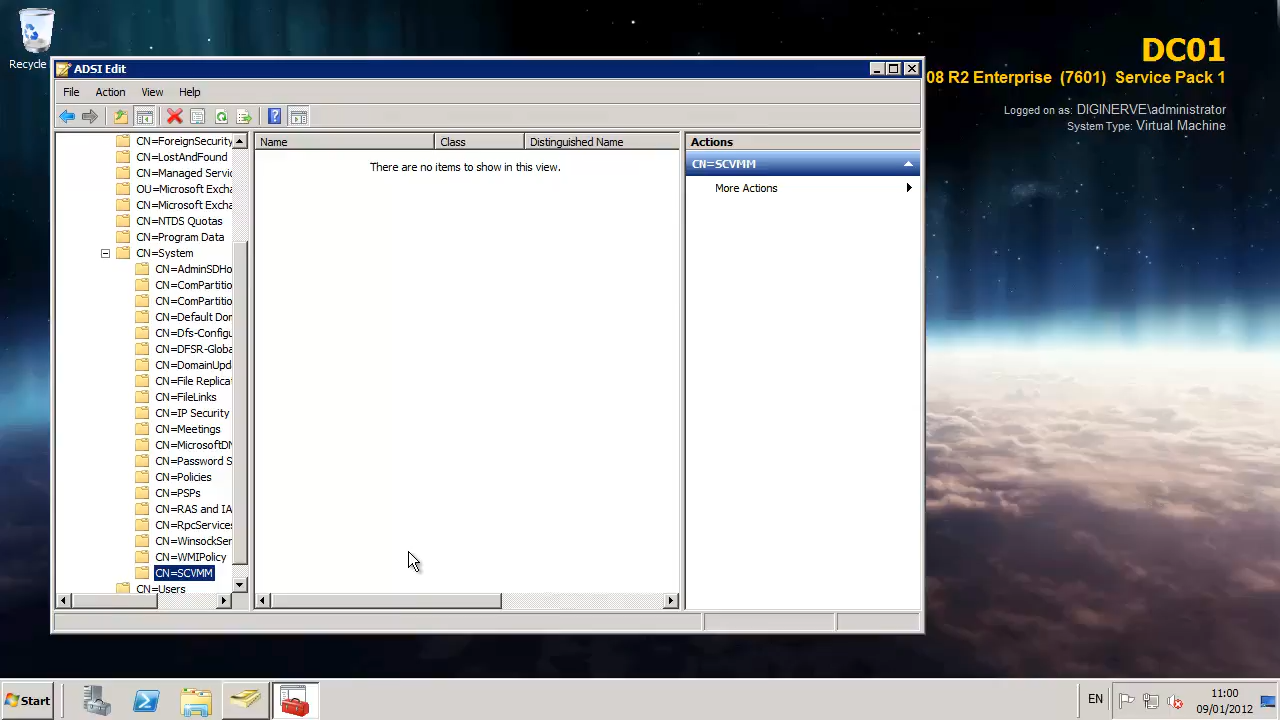 Recycle
DC01
08 R2 Enterprise (7601) Service Pack 1
Logged on as: DIGINERVE\administrator
System Type: Virtual Machine
ADSI Edit
File Action View Help
CN=ForeignSecurity
CN=LostAndFound
CN=Managed Servic
OU=Microsoft Excha
CN=Microsoft Excha
CN=NTDS Quotas
CN=Program Data
CN=System
CN=AdminSDHo
CN=ComPartitio
CN=ComPartitio
CN=Default Dom
CN=Dfs-Configu
CN=DFSR-Globa
CN=DomainUpd
CN=File Replica
CN=FileLinks
CN=IP Security
CN=Meetings
CN=MicrosoftDN
CN=Password S
CN=Policies
CN=PSPs
CN=RAS and IA
CN=RpcServices
CN=WinsockSer
CN=WMIPolicy
CN=SCVMM
CN=Users
Name Class Distinguished Name
There are no items to show in this view.
Actions
CN=SCVMM
More Actions
Start
EN
11:00
09/01/2012